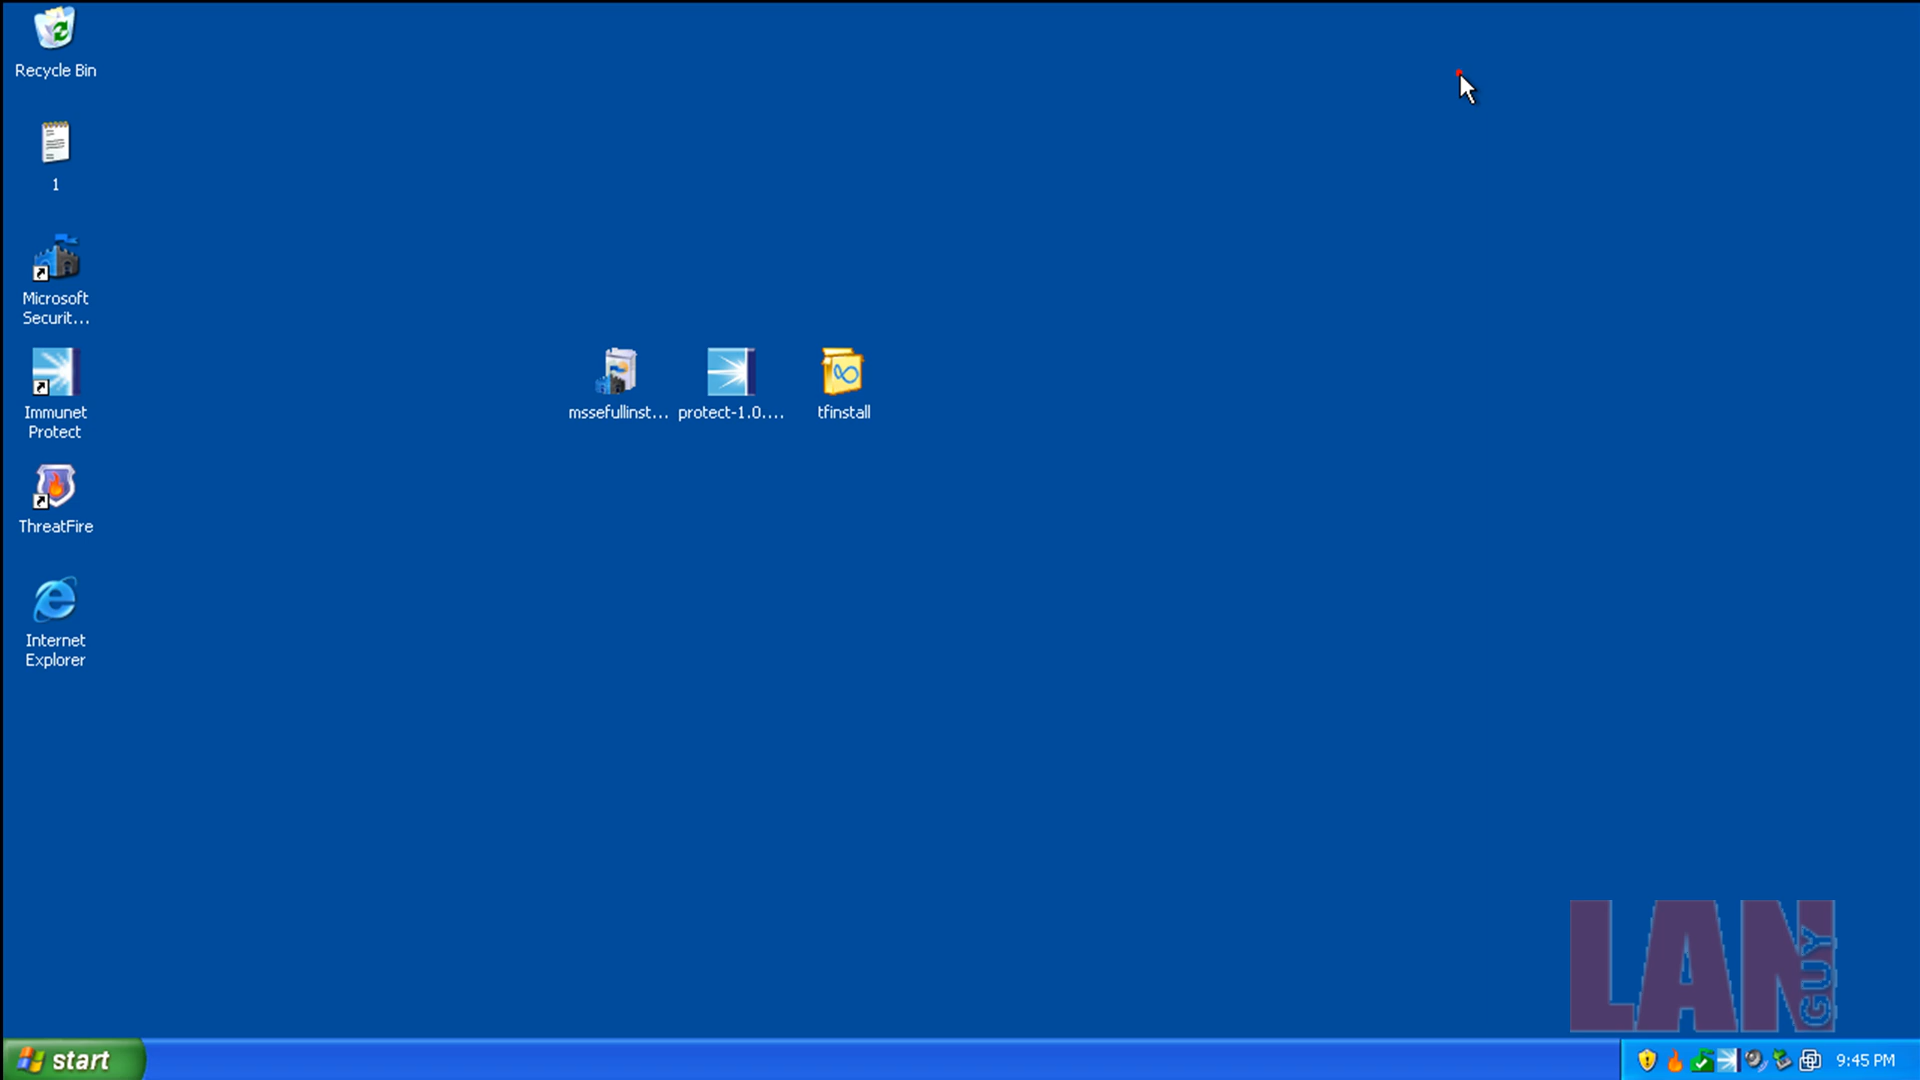 Recycle Bin
1
Microsoft
Securit...
Immunet
Protect
ThreatFire
Internet
Explorer
mssefullinst...
protect-1.0....
tfinstall
LAN
GUY
start
9:45 PM